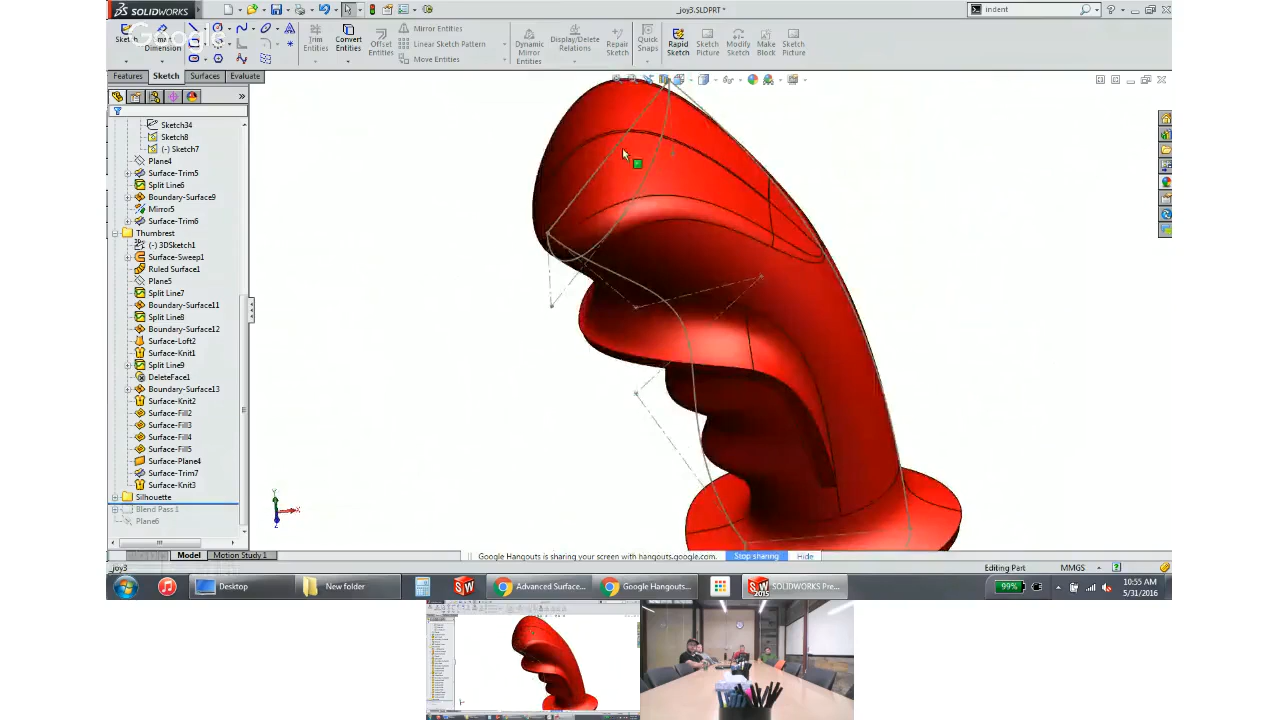 SOLIDWORKS
_joy3.SLDPRT *
indent
Google
Sketch
Dimension
Trim Entities
Convert Entities
Offset Entities
Mirror Entities
Linear Sketch Pattern
Move Entities
Dynamic Mirror Entities
Display/Delete Relations
Repair Sketch
Quick Snaps
Rapid Sketch
Sketch Picture
Modify Sketch
Make Block
Sketch Picture
Features
Sketch
Surfaces
Evaluate
Sketch34
Sketch8
(-) Sketch7
Plane4
Surface-Trim5
Split Line6
Boundary-Surface9
Mirror5
Surface-Trim6
Thumbrest
(-) 3DSketch1
Surface-Sweep1
Ruled Surface1
Plane5
Split Line7
Boundary-Surface11
Split Line8
Boundary-Surface12
Surface-Loft2
Surface-Knit1
Split Line9
DeleteFace1
Boundary-Surface13
Surface-Knit2
Surface-Fill2
Surface-Fill3
Surface-Fill4
Surface-Fill5
Surface-Plane4
Surface-Trim7
Surface-Knit3
Silhouette
Blend Pass 1
Plane6
Y
X
Z
Model
Motion Study 1
Google Hangouts is sharing your screen with hangouts.google.com.
Stop sharing
Hide
_joy3
Editing Part
MMGS
Desktop
New folder
Advanced Surface...
Google Hangouts...
SOLIDWORKS Pre...
99%
10:55 AM
5/31/2016